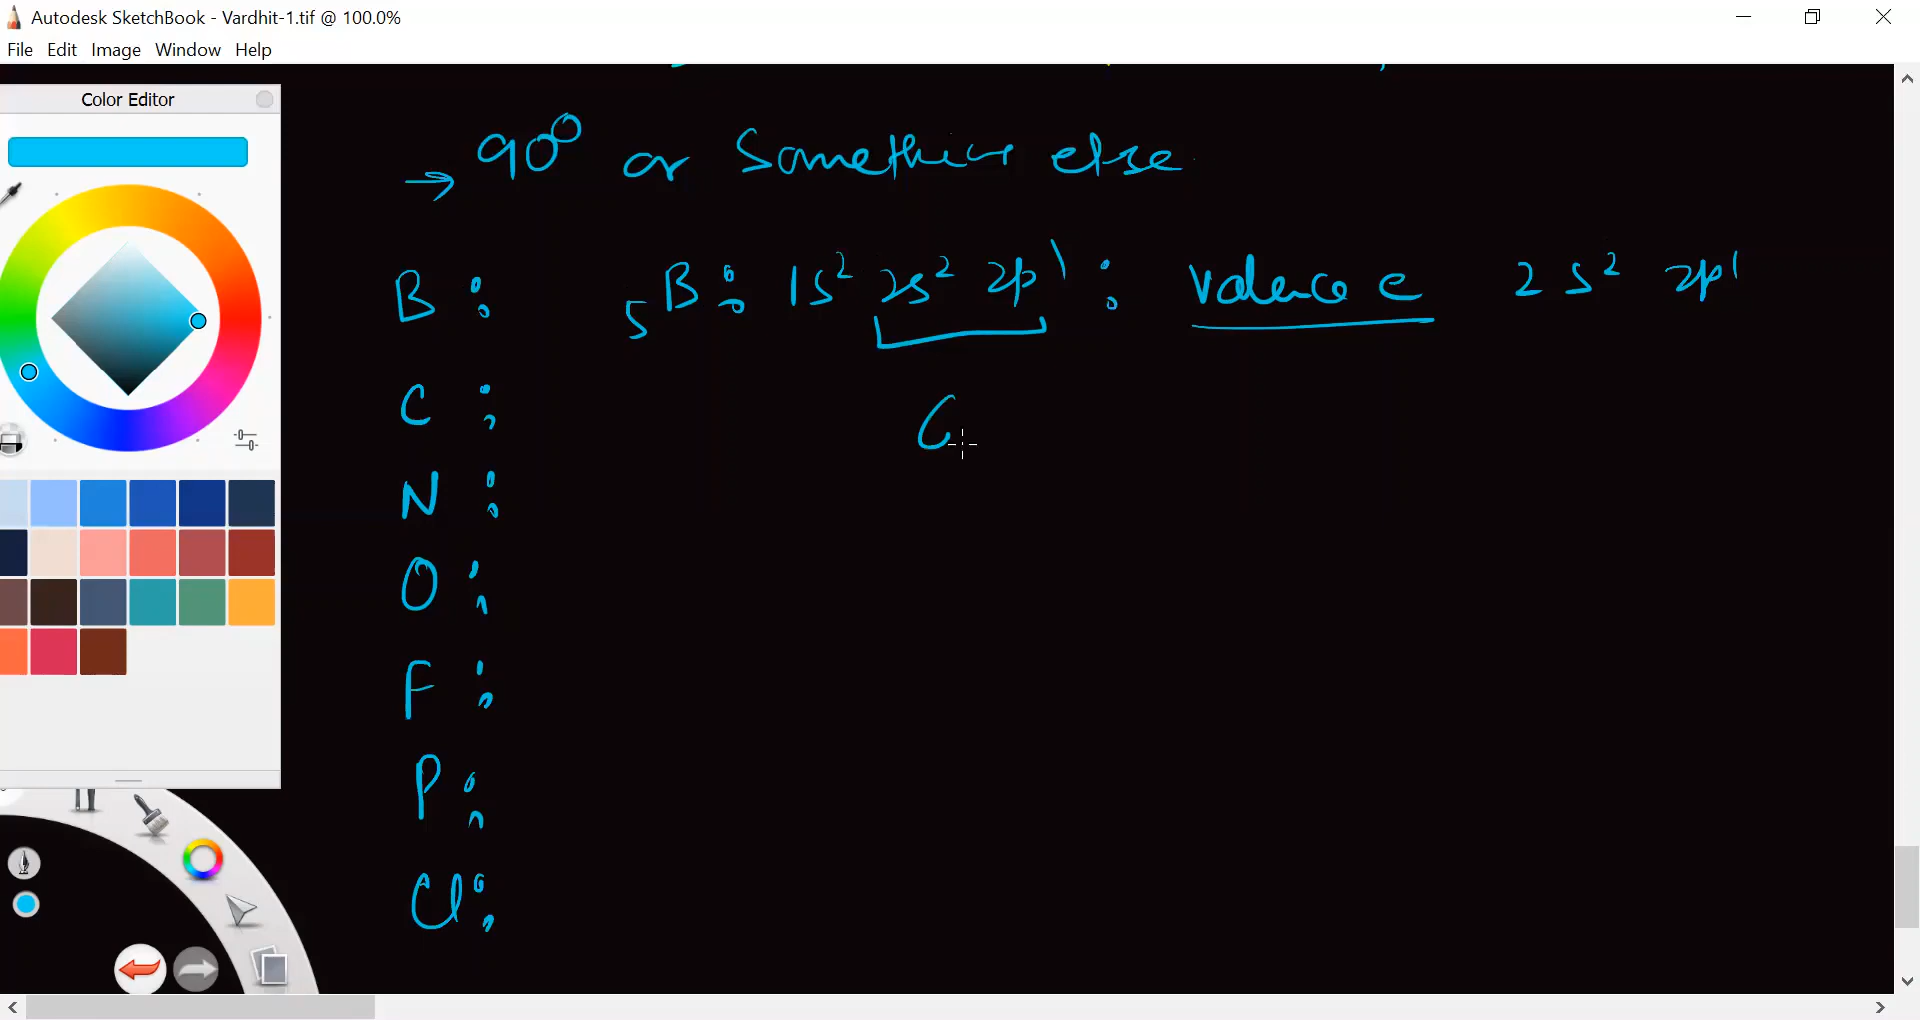 Autodesk SketchBook - Vardhit-1.tif @ 100.0%
File Edit Image Window Help
Color Editor
→ 90° or Something else
B : ₅B : 1s² 2s² 2p¹ : valence e 2s² 2p¹
C : C
N :
O :
F :
P :
Cl :